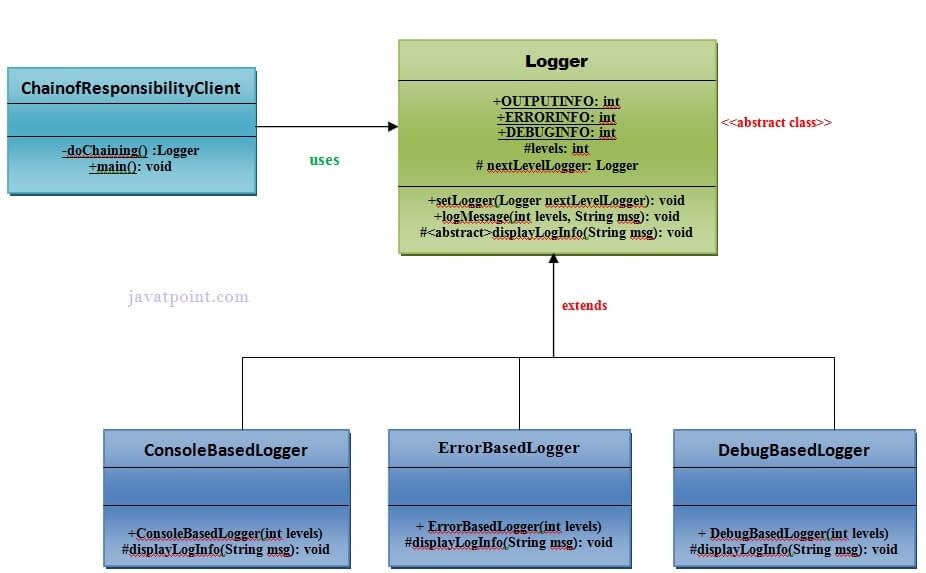 ChainofResponsibilityClient
-doChaining() :Logger
+main(): void
uses
Logger
+OUTPUTINFO: int
+ERRORINFO: int
+DEBUGINFO: int
#levels: int
# nextLevelLogger: Logger
+setLogger(Logger nextLevelLogger): void
+logMessage(int levels, String msg): void
#<abstract>displayLogInfo(String msg): void
<<abstract class>>
javatpoint.com
extends
ConsoleBasedLogger
+ConsoleBasedLogger(int levels)
#displayLogInfo(String msg): void
ErrorBasedLogger
+ ErrorBasedLogger(int levels)
#displayLogInfo(String msg): void
DebugBasedLogger
+ DebugBasedLogger(int levels)
#displayLogInfo(String msg): void